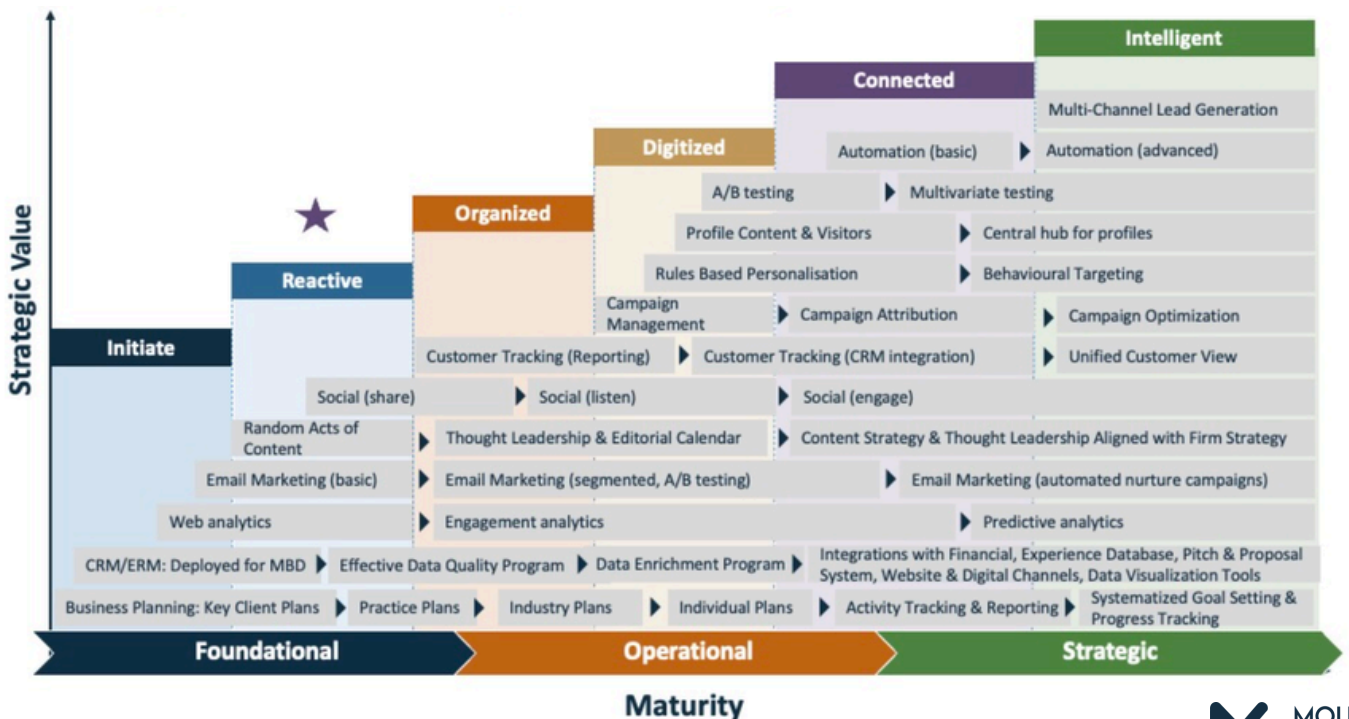 Intelligent
Connected
Multi-Channel Lead Generation
Digitized
Automation (basic)
Automation (advanced)
A/B testing
Multivariate testing
Organized
Profile Content & Visitors
Central hub for profiles
Reactive
Rules Based Personalisation
Behavioural Targeting
Campaign
Management
Campaign Attribution
Campaign Optimization
Initiate
Customer Tracking (Reporting)
Customer Tracking (CRM integration)
Unified Customer View
Social (share)
Social (listen)
Social (engage)
Random Acts of
Content
Thought Leadership & Editorial Calendar
Content Strategy & Thought Leadership Aligned with Firm Strategy
Email Marketing (basic)
Email Marketing (segmented, A/B testing)
Email Marketing (automated nurture campaigns)
Web analytics
Engagement analytics
Predictive analytics
CRM/ERM: Deployed for MBD
Effective Data Quality Program
Data Enrichment Program
Integrations with Financial, Experience Database, Pitch & Proposal
System, Website & Digital Channels, Data Visualization Tools
Business Planning: Key Client Plans
Practice Plans
Industry Plans
Individual Plans
Activity Tracking & Reporting
Systematized Goal Setting &
Progress Tracking
Foundational
Operational
Strategic
Strategic Value
Maturity